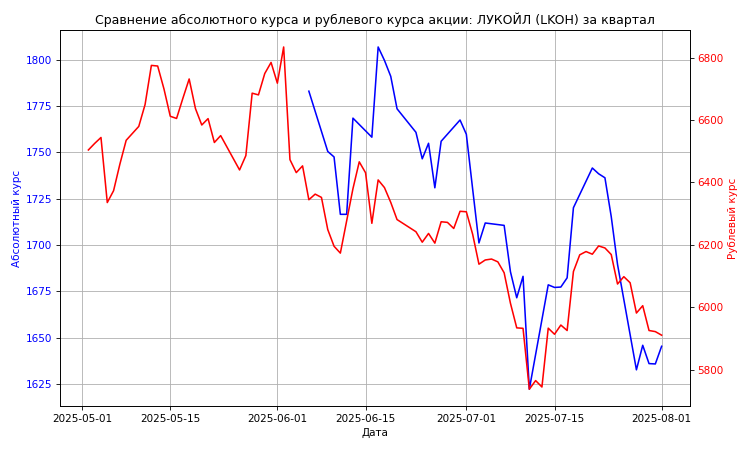 Сравнение абсолютного курса и рублевого курса акции: ЛУКОЙЛ (LKOH) за квартал
Абсолютный курс
1800
1775
1750
1725
1700
1675
1650
1625
6800
6600
6400
6200
6000
5800
Рублевый курс
2025-05-01 2025-05-15 2025-06-01 2025-06-15 2025-07-01 2025-07-15 2025-08-01
Дата